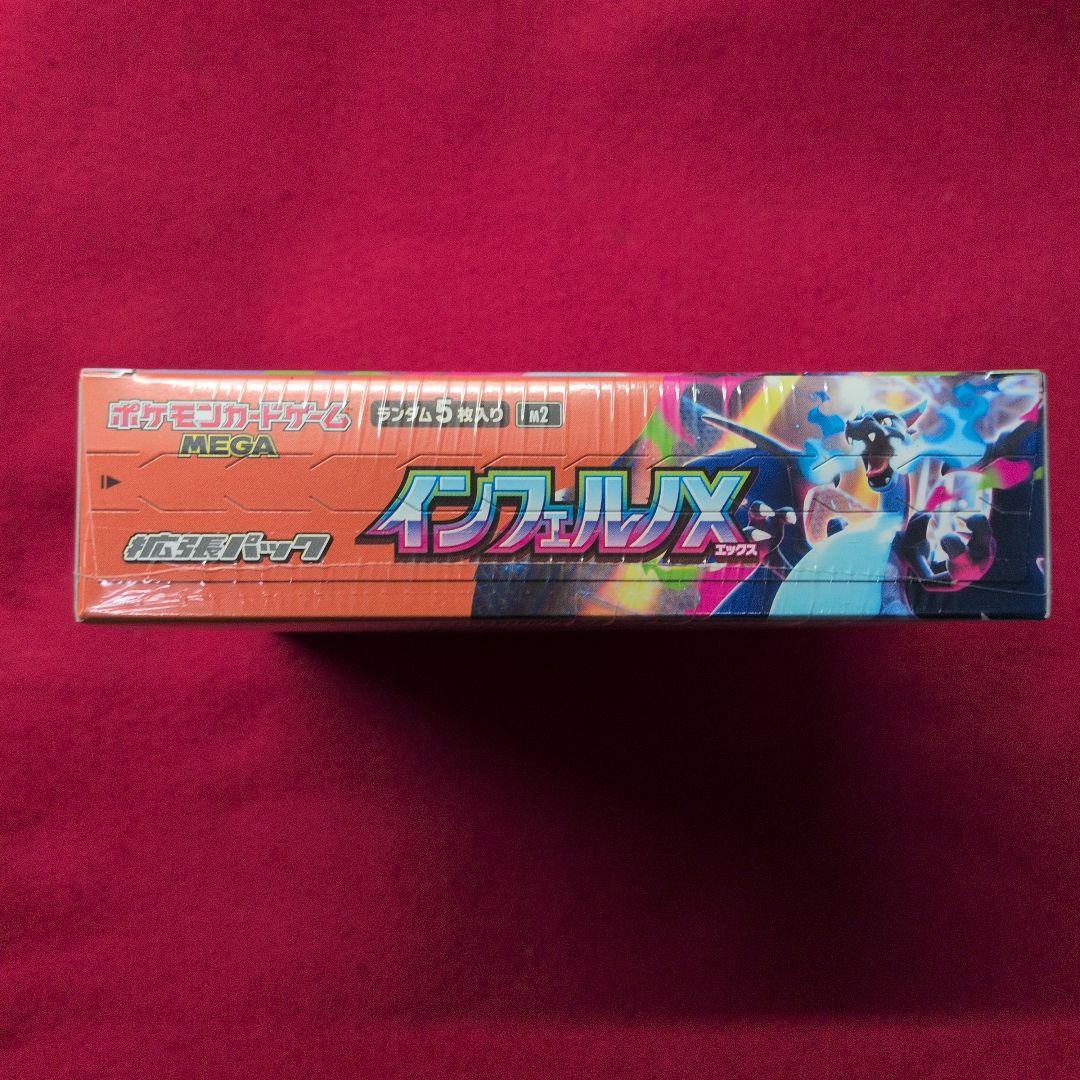 ポケモンカードゲーム
MEGA
ランダム5枚入り
M2
拡張パック
インフェルノX
エックス